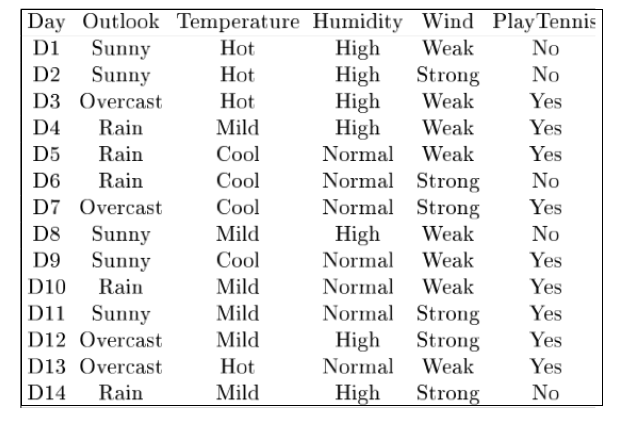 Day Outlook Temperature Humidity Wind PlayTennis
D1 Sunny Hot High Weak No
D2 Sunny Hot High Strong No
D3 Overcast Hot High Weak Yes
D4 Rain Mild High Weak Yes
D5 Rain Cool Normal Weak Yes
D6 Rain Cool Normal Strong No
D7 Overcast Cool Normal Strong Yes
D8 Sunny Mild High Weak No
D9 Sunny Cool Normal Weak Yes
D10 Rain Mild Normal Weak Yes
D11 Sunny Mild Normal Strong Yes
D12 Overcast Mild High Strong Yes
D13 Overcast Hot Normal Weak Yes
D14 Rain Mild High Strong No